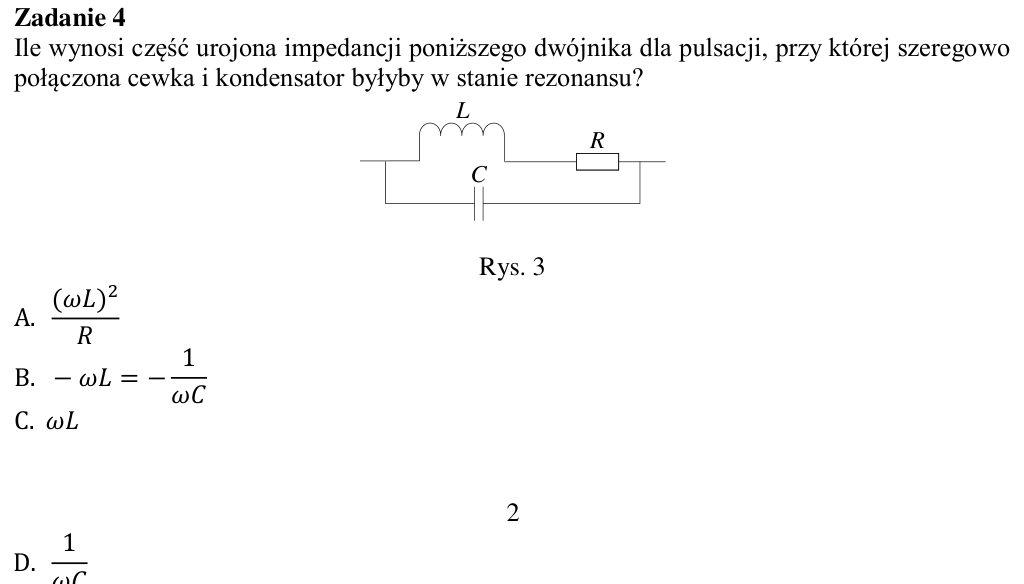 Zadanie 4
Ile wynosi część urojona impedancji poniższego dwójnika dla pulsacji, przy której szeregowo
połączona cewka i kondensator byłyby w stanie rezonansu?
L
R
C
Rys. 3
A. (ωL)² / R
B. − ωL = − 1 / ωC
C. ωL
2
D. 1 / ωC